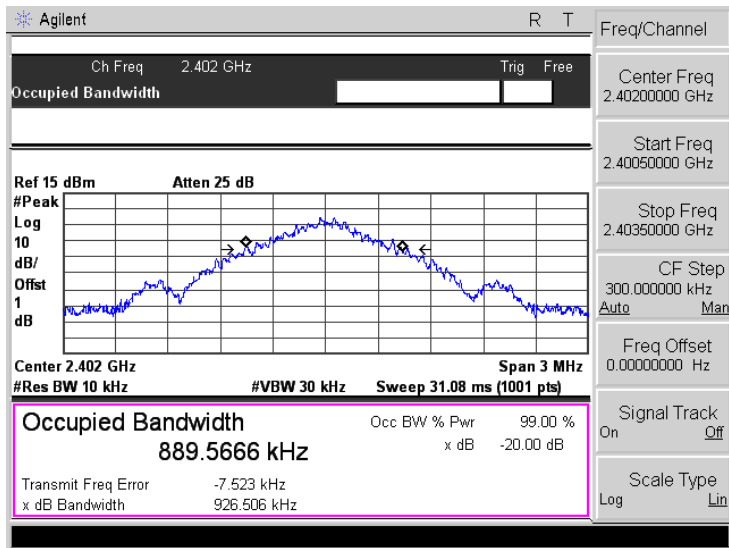 Agilent R T
Ch Freq 2.402 GHz Trig Free
Occupied Bandwidth
Ref 15 dBm Atten 25 dB
#Peak
Log
10
dB/
Offst
1
dB
Center 2.402 GHz Span 3 MHz
#Res BW 10 kHz #VBW 30 kHz Sweep 31.08 ms (1001 pts)
Occupied Bandwidth
889.5666 kHz
Occ BW % Pwr 99.00 %
x dB -20.00 dB
Transmit Freq Error -7.523 kHz
x dB Bandwidth 926.506 kHz
Freq/Channel
Center Freq
2.40200000 GHz
Start Freq
2.40050000 GHz
Stop Freq
2.40350000 GHz
CF Step
300.000000 kHz
Auto Man
Freq Offset
0.00000000 Hz
Signal Track
On Off
Scale Type
Log Lin